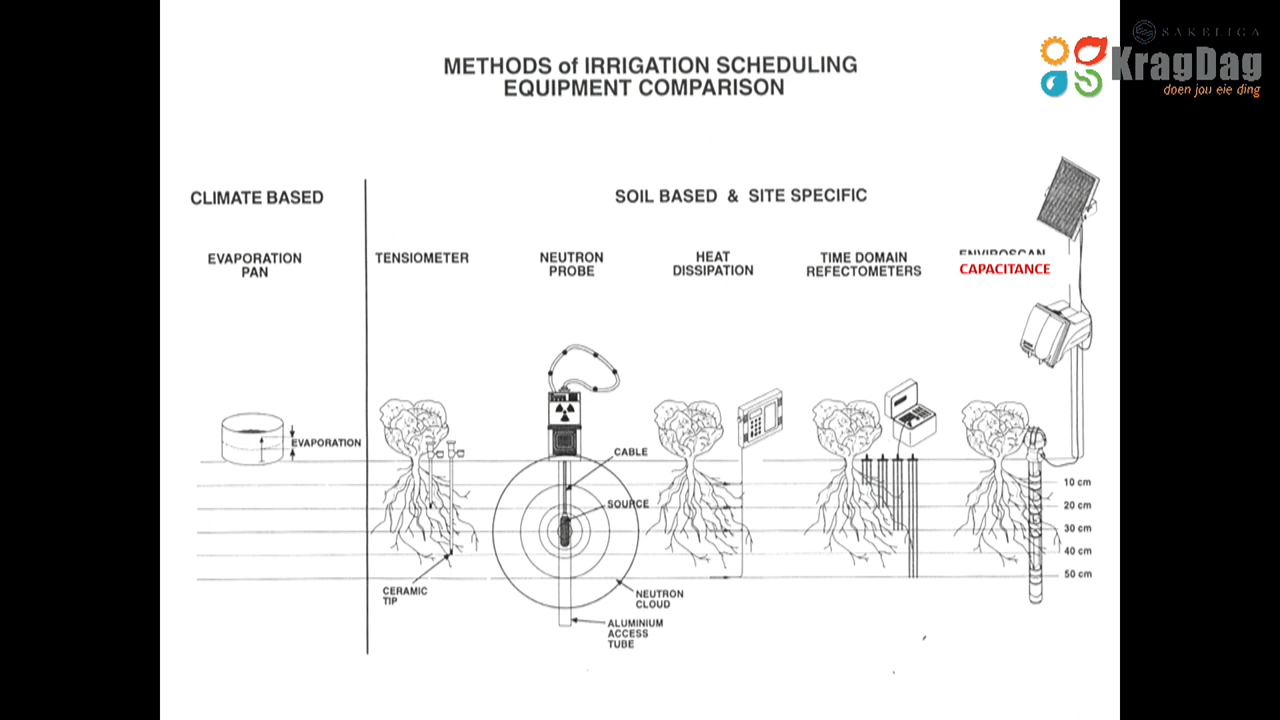 SAKELIGA
KragDag
doen jou eie ding
METHODS of IRRIGATION SCHEDULING
EQUIPMENT COMPARISON
CLIMATE BASED
SOIL BASED & SITE SPECIFIC
EVAPORATION
PAN
TENSIOMETER
NEUTRON
PROBE
HEAT
DISSIPATION
TIME DOMAIN
REFECTOMETERS
ENVIROSCAN
CAPACITANCE
EVAPORATION
CABLE
SOURCE
10 cm
20 cm
30 cm
40 cm
50 cm
CERAMIC
TIP
NEUTRON
CLOUD
ALUMINIUM
ACCESS
TUBE